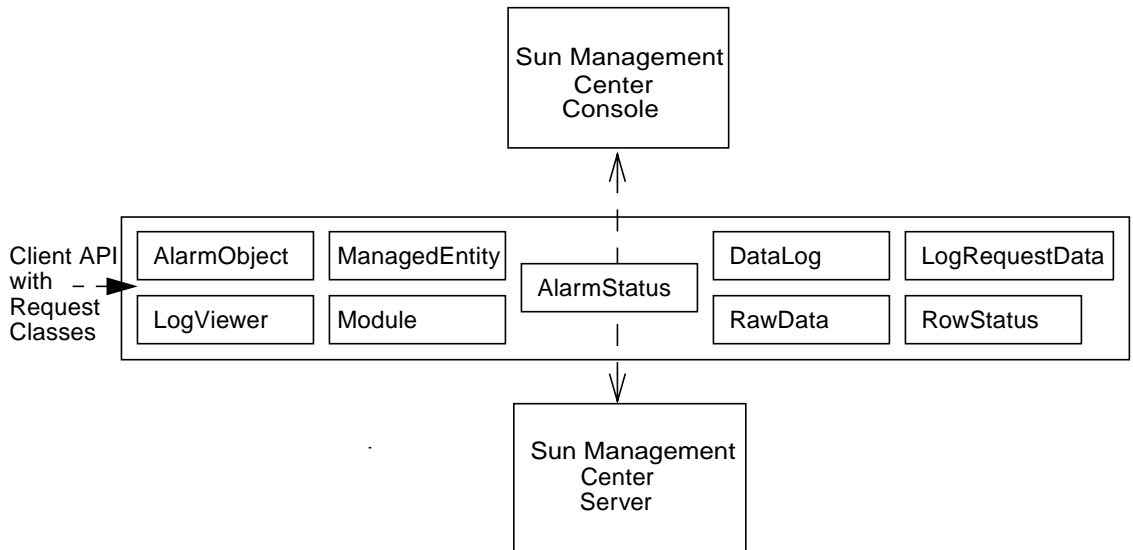 Sun Management
Center
Console
Client API
with
Request
Classes
AlarmObject
ManagedEntity
AlarmStatus
DataLog
LogRequestData
LogViewer
Module
RawData
RowStatus
Sun Management
Center
Server